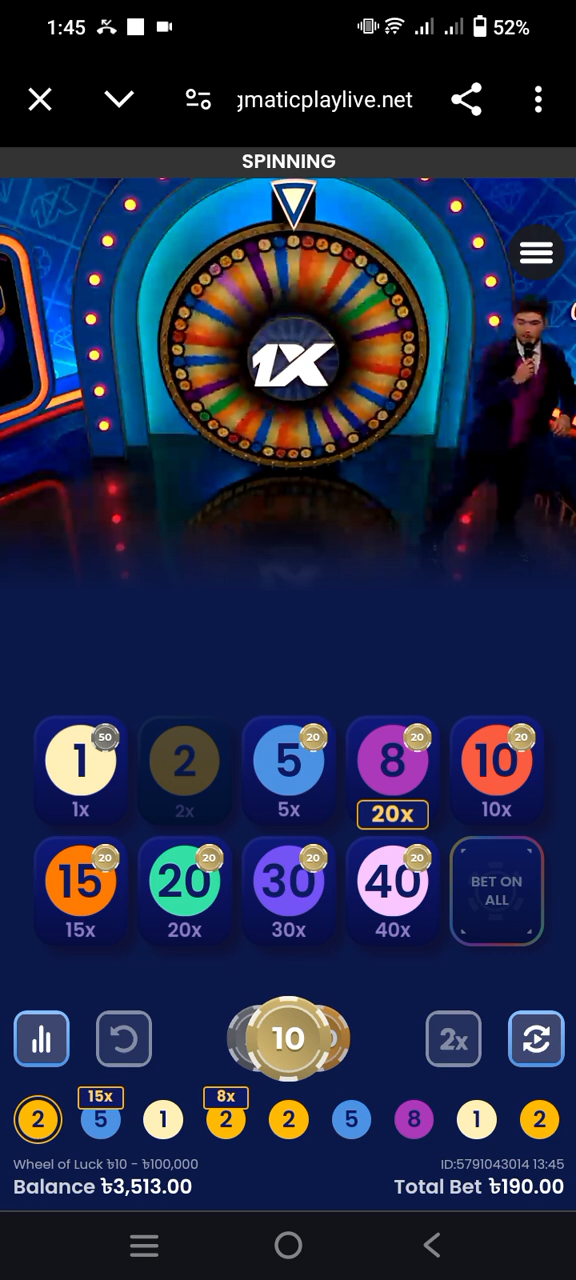 1:45 52%
gmaticplaylive.net
SPINNING
1X
50 20 20 20
1 2 5 8 10
1x 2x 5x 20x 10x
20 20 20 20
15 20 30 40 BET ON
ALL
15x 20x 30x 40x
10 2x
15x 8x
2 5 1 2 2 5 8 1 2
Wheel of Luck ৳10 - ৳100,000 ID:5791043014 13:45
Balance ৳3,513.00 Total Bet ৳190.00